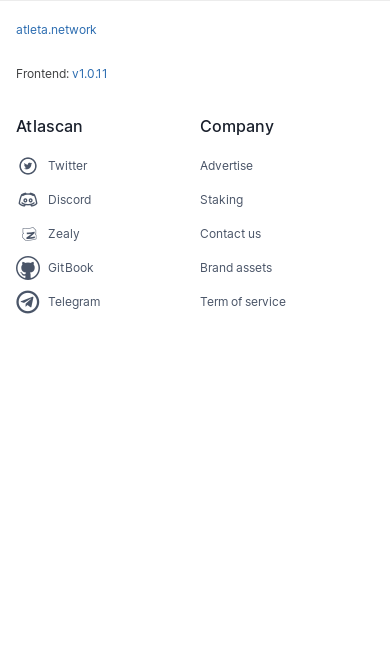 atleta.network
Frontend: v1.0.11
Atlascan
Twitter
Discord
Zealy
GitBook
Telegram
Company
Advertise
Staking
Contact us
Brand assets
Term of service